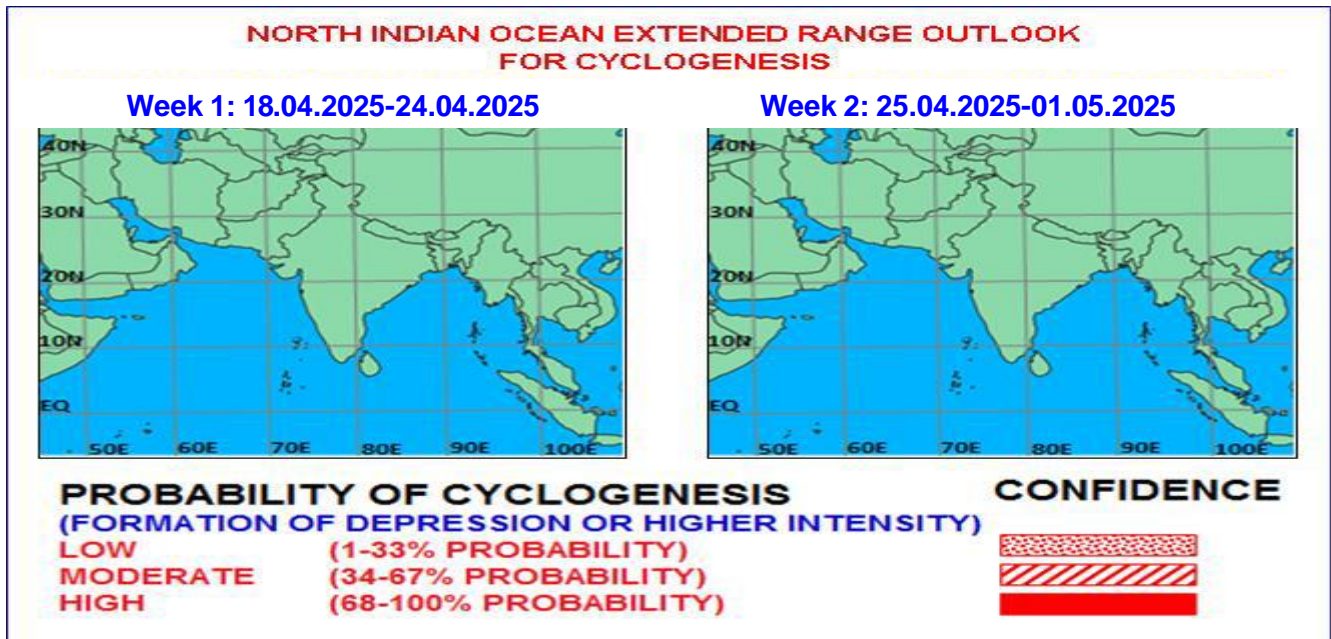 NORTH INDIAN OCEAN EXTENDED RANGE OUTLOOK
FOR CYCLOGENESIS
Week 1: 18.04.2025-24.04.2025
40N
30N
20N
10N
EQ
50E 60E 70E 80E 90E 100E
Week 2: 25.04.2025-01.05.2025
40N
30N
20N
10N
EQ
50E 60E 70E 80E 90E 100E
PROBABILITY OF CYCLOGENESIS CONFIDENCE
(FORMATION OF DEPRESSION OR HIGHER INTENSITY)
LOW (1-33% PROBABILITY)
MODERATE (34-67% PROBABILITY)
HIGH (68-100% PROBABILITY)